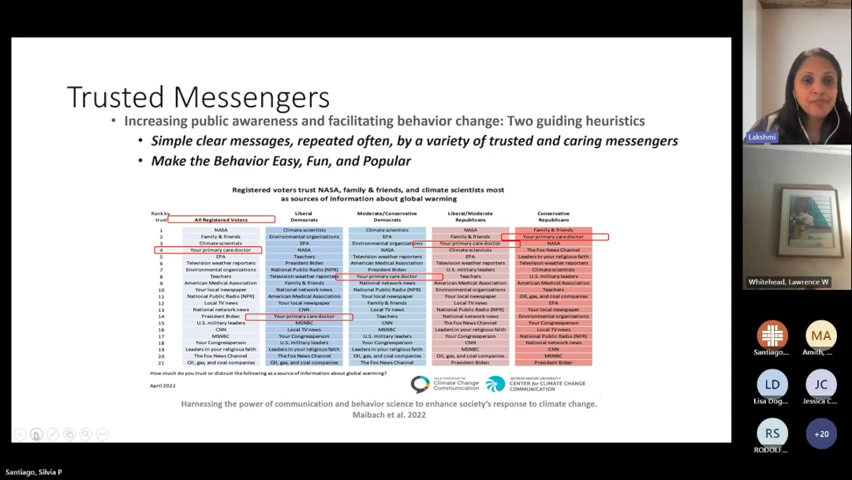 Trusted Messengers
• Increasing public awareness and facilitating behavior change: Two guiding heuristics
• Simple clear messages, repeated often, by a variety of trusted and caring messengers
• Make the Behavior Easy, Fun, and Popular
Registered voters trust NASA, family & friends, and climate scientists most
as sources of information about global warming
Rank by trust All Registered Voters Liberal Democrats Moderate/Conservative Democrats Liberal/Moderate Republicans Conservative Republicans
1 NASA Climate scientists Climate scientists NASA Family & friends
2 Family & friends Environmental organizations EPA Family & friends Your primary care doctor
3 Climate scientists EPA Environmental organizations Your primary care doctor NASA
4 Your primary care doctor NASA NASA Climate scientists The Fox News Channel
5 EPA Teachers Television weather reporters EPA Leaders in your religious faith
6 Television weather reporters President Biden American Medical Association Television weather reporters Television weather reporters
7 Environmental organizations National Public Radio (NPR) President Biden U.S. military leaders Climate scientists
8 Teachers Television weather reporters Your primary care doctor Teachers U.S. military leaders
9 American Medical Association Family & friends National network news American Medical Association American Medical Association
10 Your local newspaper National network news National Public Radio (NPR) Environmental organizations Teachers
11 National Public Radio (NPR) American Medical Association Your local newspaper Your local newspaper Oil, gas, and coal companies
12 Local TV news Your local newspaper Family & friends Local TV news EPA
13 National network news CNN Local TV news National Public Radio (NPR) Local TV news
14 President Biden Your primary care doctor Teachers National network news Environmental organizations
15 U.S. military leaders MSNBC CNN The Fox News Channel Your Congressperson
16 CNN Local TV news MSNBC Leaders in your religious faith Your local newspaper
17 MSNBC Your Congressperson U.S. military leaders Your Congressperson National Public Radio (NPR)
18 Your Congressperson U.S. military leaders Your Congressperson CNN National network news
19 Leaders in your religious faith Leaders in your religious faith Leaders in your religious faith Oil, gas, and coal companies CNN
20 The Fox News Channel The Fox News Channel Oil, gas, and coal companies MSNBC MSNBC
21 Oil, gas, and coal companies Oil, gas, and coal companies The Fox News Channel President Biden President Biden
How much do you trust or distrust the following as a source of information about global warming?
April 2022
Climate Change Communication
CENTER for CLIMATE CHANGE COMMUNICATION
Harnessing the power of communication and behavior science to enhance society's response to climate change.
Maibach et al. 2022
Santiago, Silvia P
Lakshmi
Whitehead, Lawrence W
Santiago...
MA
Amith, ...
LD
Lisa Dog...
JC
Jessica C...
RS
RODOLF...
+20